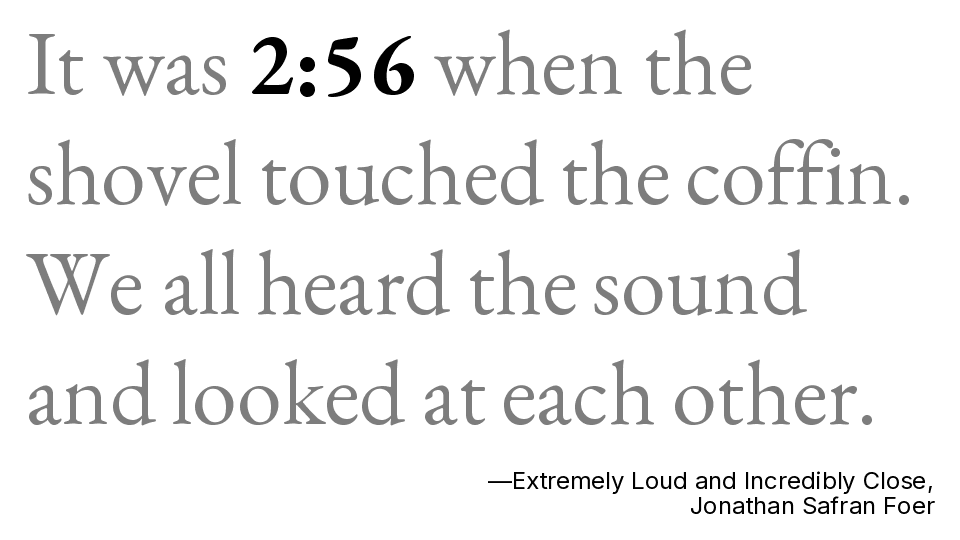 It was 2:56 when the
shovel touched the coffin.
We all heard the sound
and looked at each other.
—Extremely Loud and Incredibly Close,
Jonathan Safran Foer